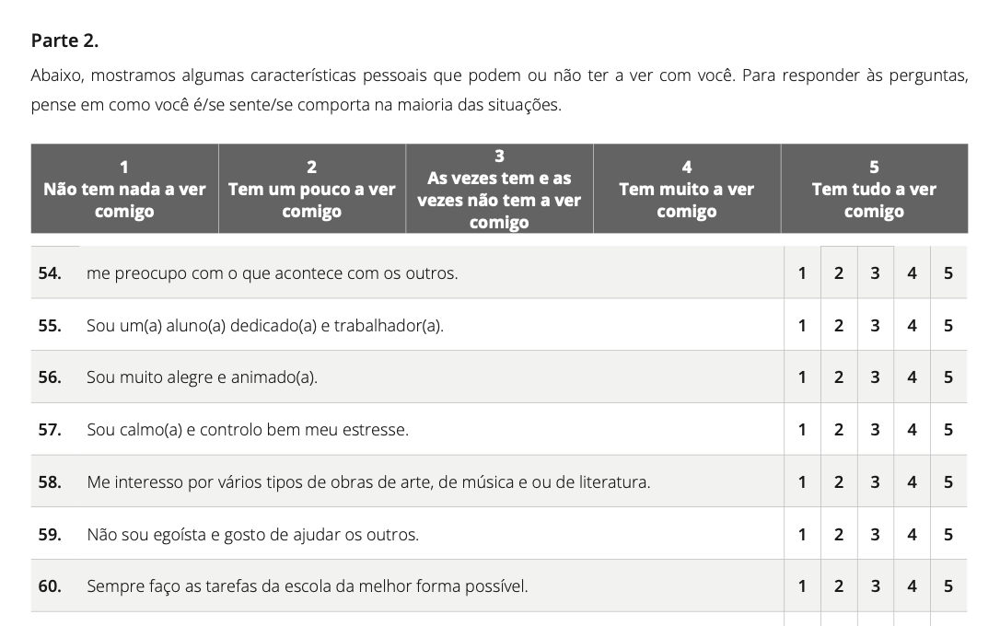 Parte 2.
Abaixo, mostramos algumas características pessoais que podem ou não ter a ver com você. Para responder às perguntas,
pense em como você é/se sente/se comporta na maioria das situações.
1
Não tem nada a ver
comigo
2
Tem um pouco a ver
comigo
3
As vezes tem e as
vezes não tem a ver
comigo
4
Tem muito a ver
comigo
5
Tem tudo a ver
comigo
54. me preocupo com o que acontece com os outros. 1 2 3 4 5
55. Sou um(a) aluno(a) dedicado(a) e trabalhador(a). 1 2 3 4 5
56. Sou muito alegre e animado(a). 1 2 3 4 5
57. Sou calmo(a) e controlo bem meu estresse. 1 2 3 4 5
58. Me interesso por vários tipos de obras de arte, de música e ou de literatura. 1 2 3 4 5
59. Não sou egoísta e gosto de ajudar os outros. 1 2 3 4 5
60. Sempre faço as tarefas da escola da melhor forma possível. 1 2 3 4 5